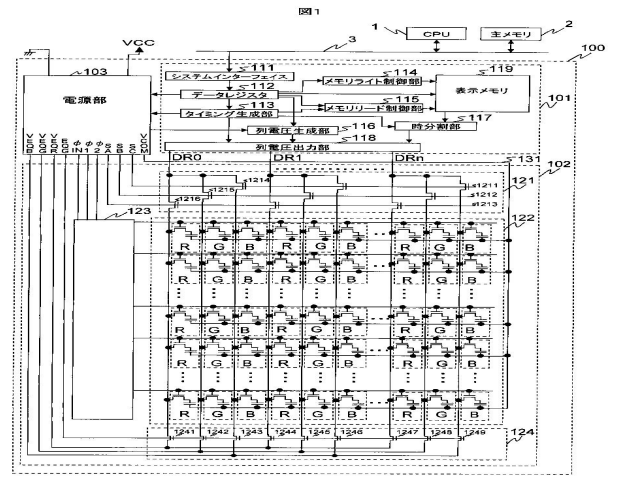 図1
1
CPU
主メモリ
2
3
100
VCC
103
111
システムインターフェイス
112
データレジスタ
113
タイミング生成部
114
メモリライト制御部
115
メモリリード制御部
119
表示メモリ
101
電源部
116
列電圧生成部
117
時分割部
118
列電圧出力部
DR0
DR1
DRn
131
102
1214
1215
1216
1211
1212
1213
121
123
122
R G B R G B R G B
R G B R G B R G B
R G B R G B R G B
R G B R G B R G B
R G B R G B R G B
1241 1242 1243 1244 1245 1246 1247 1248 1249
124